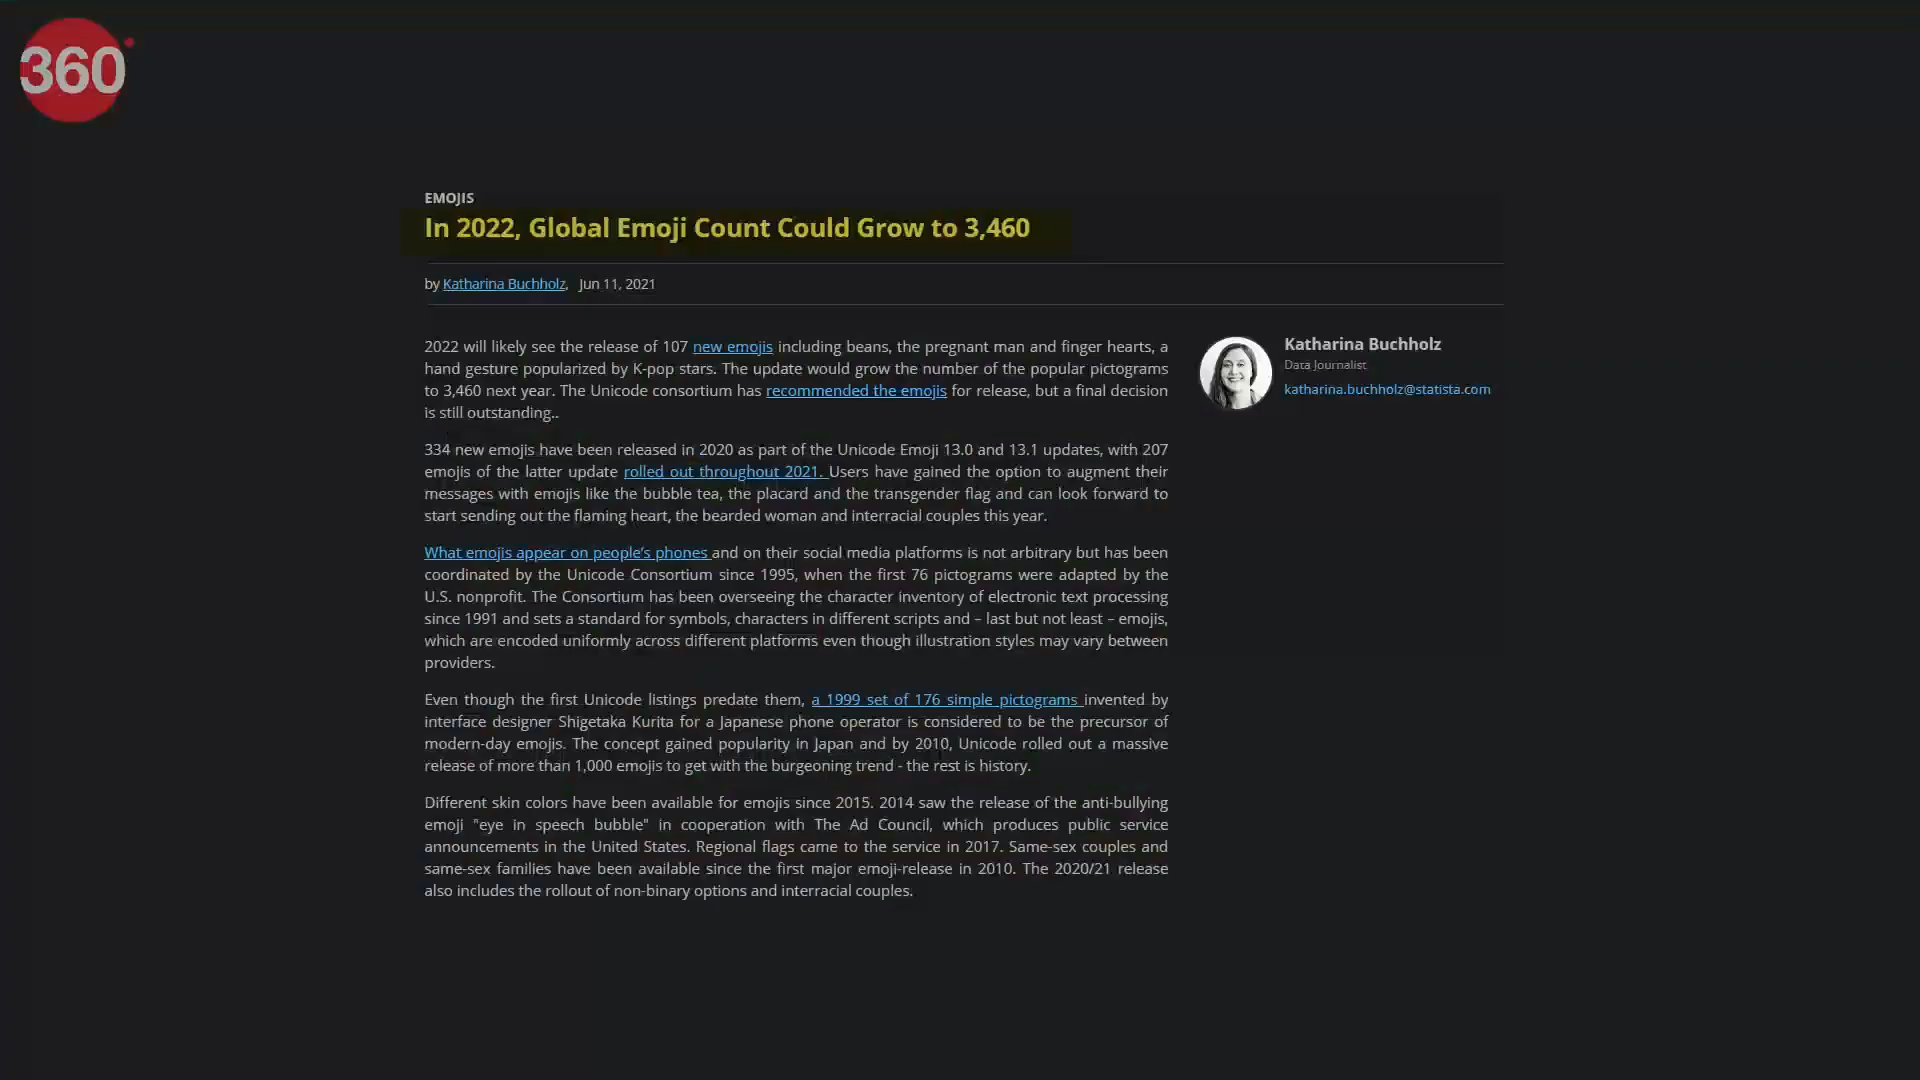 360
EMOJIS
In 2022, Global Emoji Count Could Grow to 3,460
by Katharina Buchholz, Jun 11, 2021
2022 will likely see the release of 107 new emojis including beans, the pregnant man and finger hearts, a
hand gesture popularized by K-pop stars. The update would grow the number of the popular pictograms
to 3,460 next year. The Unicode consortium has recommended the emojis for release, but a final decision
is still outstanding..
334 new emojis have been released in 2020 as part of the Unicode Emoji 13.0 and 13.1 updates, with 207
emojis of the latter update rolled out throughout 2021. Users have gained the option to augment their
messages with emojis like the bubble tea, the placard and the transgender flag and can look forward to
start sending out the flaming heart, the bearded woman and interracial couples this year.
What emojis appear on people's phones and on their social media platforms is not arbitrary but has been
coordinated by the Unicode Consortium since 1995, when the first 76 pictograms were adapted by the
U.S. nonprofit. The Consortium has been overseeing the character inventory of electronic text processing
since 1991 and sets a standard for symbols, characters in different scripts and – last but not least – emojis,
which are encoded uniformly across different platforms even though illustration styles may vary between
providers.
Even though the first Unicode listings predate them, a 1999 set of 176 simple pictograms invented by
interface designer Shigetaka Kurita for a Japanese phone operator is considered to be the precursor of
modern-day emojis. The concept gained popularity in Japan and by 2010, Unicode rolled out a massive
release of more than 1,000 emojis to get with the burgeoning trend - the rest is history.
Different skin colors have been available for emojis since 2015. 2014 saw the release of the anti-bullying
emoji "eye in speech bubble" in cooperation with The Ad Council, which produces public service
announcements in the United States. Regional flags came to the service in 2017. Same-sex couples and
same-sex families have been available since the first major emoji-release in 2010. The 2020/21 release
also includes the rollout of non-binary options and interracial couples.
Katharina Buchholz
Data Journalist
katharina.buchholz@statista.com